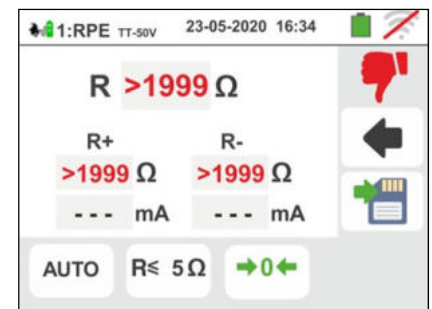 1:RPE TT-50V 23-05-2020 16:34
R >1999 Ω
R+ R-
>1999 Ω >1999 Ω
- - - mA - - - mA
AUTO R≤ 5Ω →0←